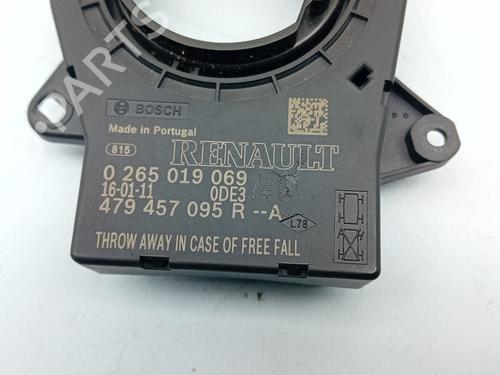 B-PARTS
BOSCH
Made in Portugal
815
RENAULT
0 265 019 069
16-01-11 0DE3
479 457 095 R --A
L78
THROW AWAY IN CASE OF FREE FALL